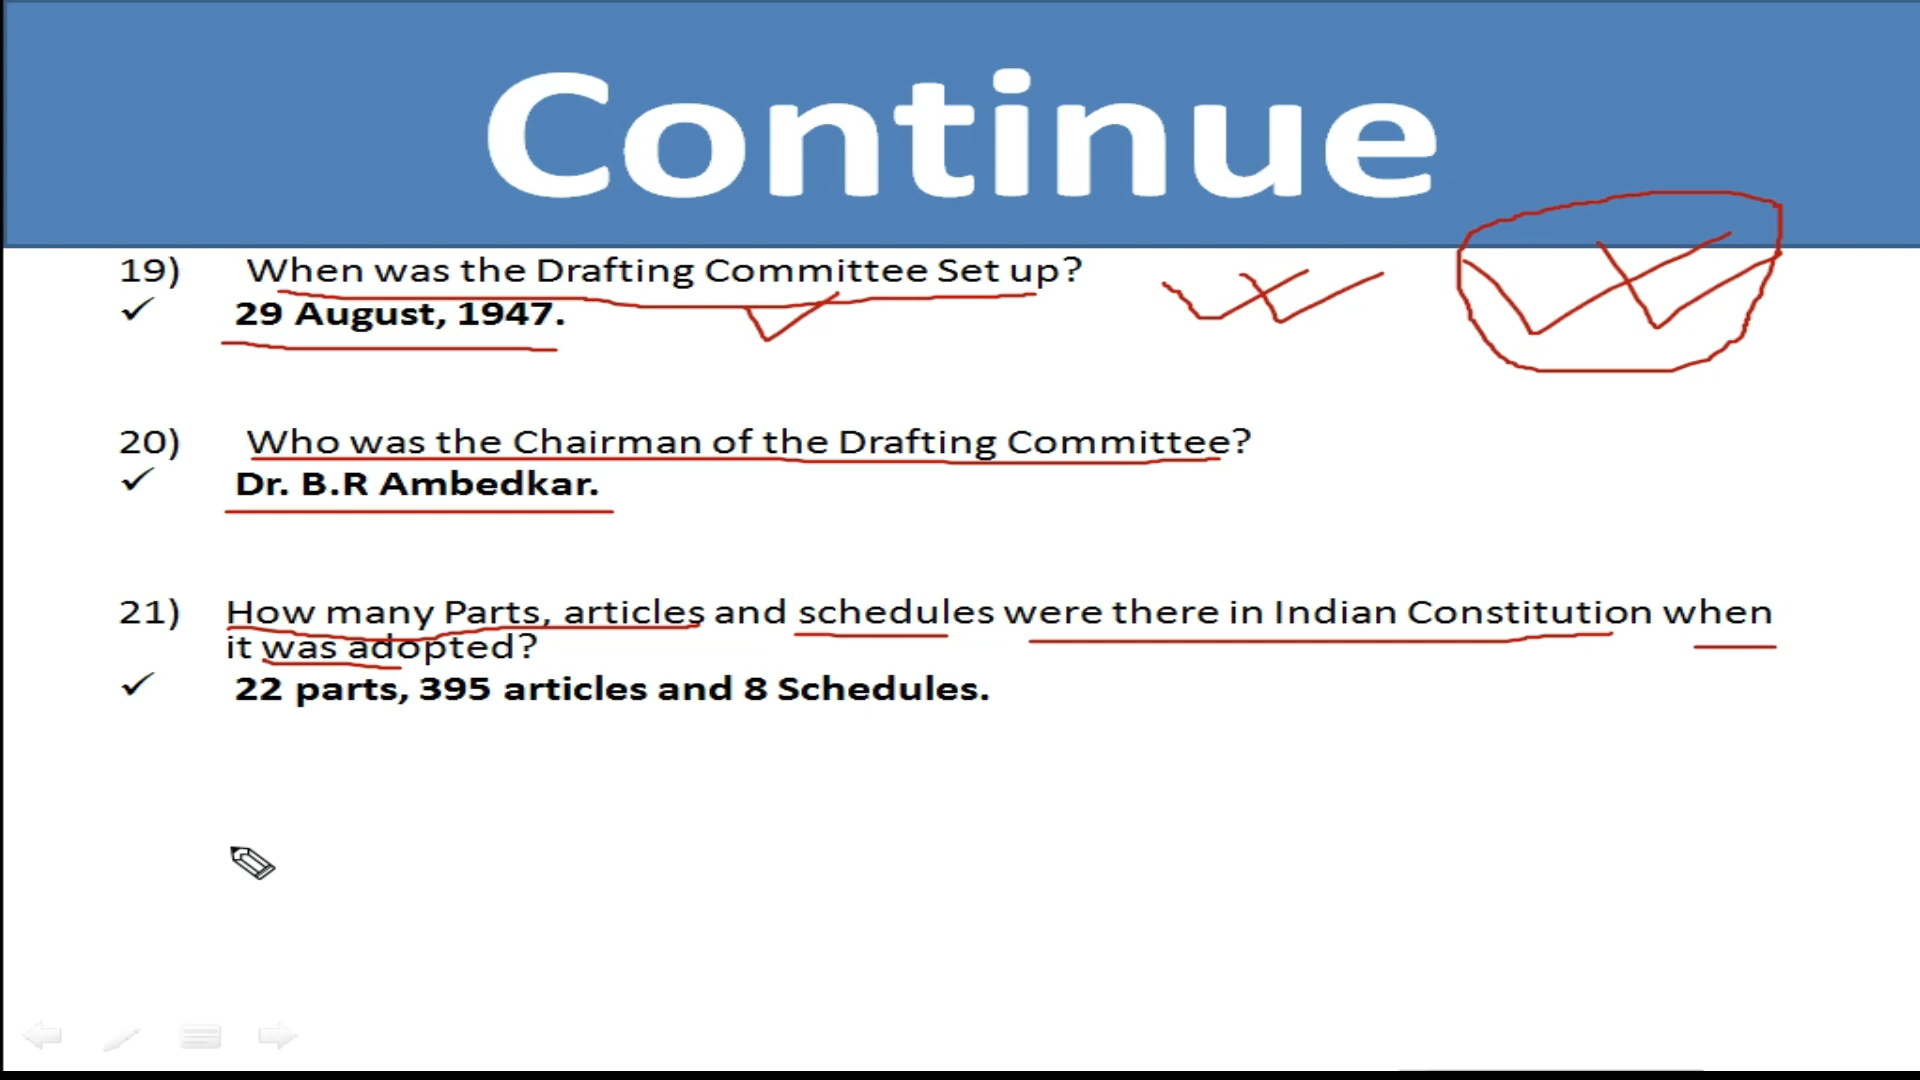 Continue
19) When was the Drafting Committee Set up?
✓ 29 August, 1947.
20) Who was the Chairman of the Drafting Committee?
✓ Dr. B.R Ambedkar.
21) How many Parts, articles and schedules were there in Indian Constitution when
it was adopted?
✓ 22 parts, 395 articles and 8 Schedules.